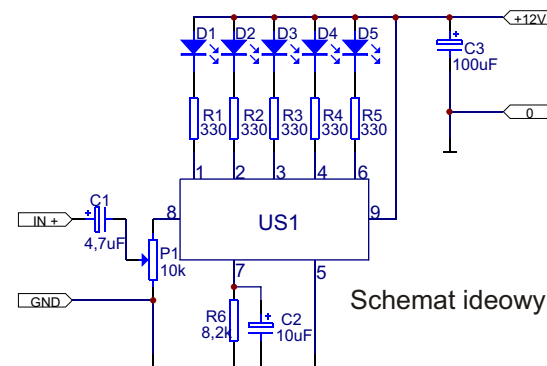 D1 D2 D3 D4 D5
+12V
C3
100uF
R1 R2 R3 R4 R5
330 330 330 330 330
0
1 2 3 4 6
C1
IN +
4,7uF
8
US1
9
P1
10k
7 5
GND
Schemat ideowy
R6
8,2k
C2
10uF